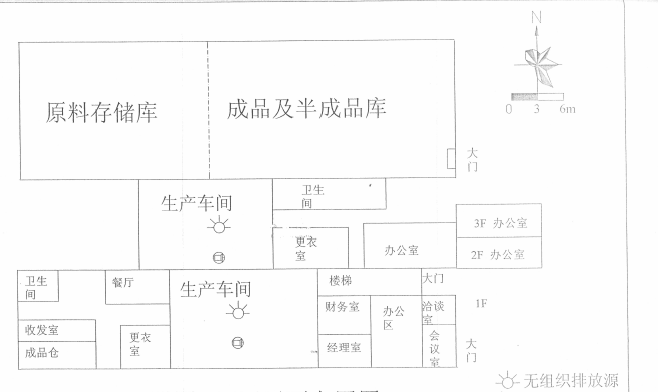 N
0 3 6m
原料存储库
成品及半成品库
大
门
生产车间
卫生
间
更衣
室
办公室
3F 办公室
2F 办公室
卫生
间
餐厅
生产车间
楼梯
大门
收发室
成品仓
更衣
室
财务室
经理室
办公
区
洽谈
室
会
议
室
1F
大
门
无组织排放源